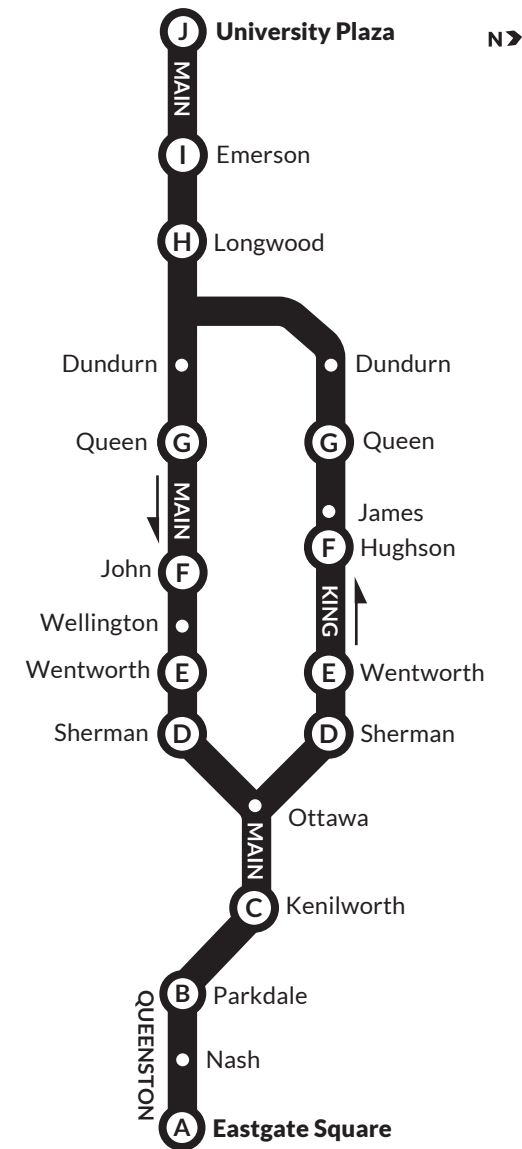 J University Plaza
N
MAIN
I Emerson
H Longwood
Dundurn
Dundurn
Queen G
G Queen
MAIN
James
F Hughson
John F
KING
Wellington
Wentworth E
E Wentworth
Sherman D
D Sherman
Ottawa
MAIN
C Kenilworth
B Parkdale
QUEENSTON
Nash
A Eastgate Square